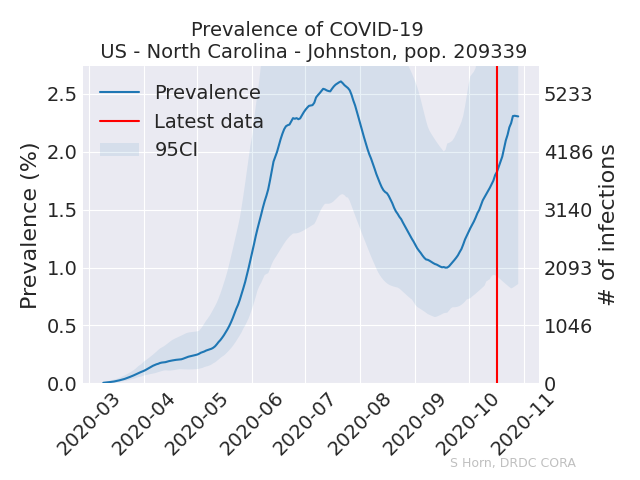 Prevalence of COVID-19
US - North Carolina - Johnston, pop. 209339
Prevalence
Latest data
95CI
Prevalence (%)
2.5
2.0
1.5
1.0
0.5
0.0
5233
4186
3140
2093
1046
0
# of infections
2020-03
2020-04
2020-05
2020-06
2020-07
2020-08
2020-09
2020-10
2020-11
S Horn, DRDC CORA